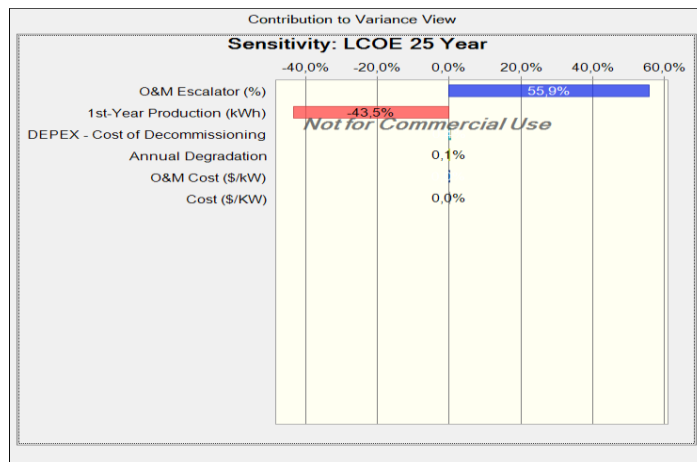 Contribution to Variance View
Sensitivity: LCOE 25 Year
-40,0% -20,0% 0,0% 20,0% 40,0% 60,0%
O&M Escalator (%) 55,9%
1st-Year Production (kWh) -43,5%
Not for Commercial Use
DEPEX - Cost of Decommissioning
Annual Degradation 0,1%
O&M Cost ($/kW)
Cost ($/KW) 0,0%